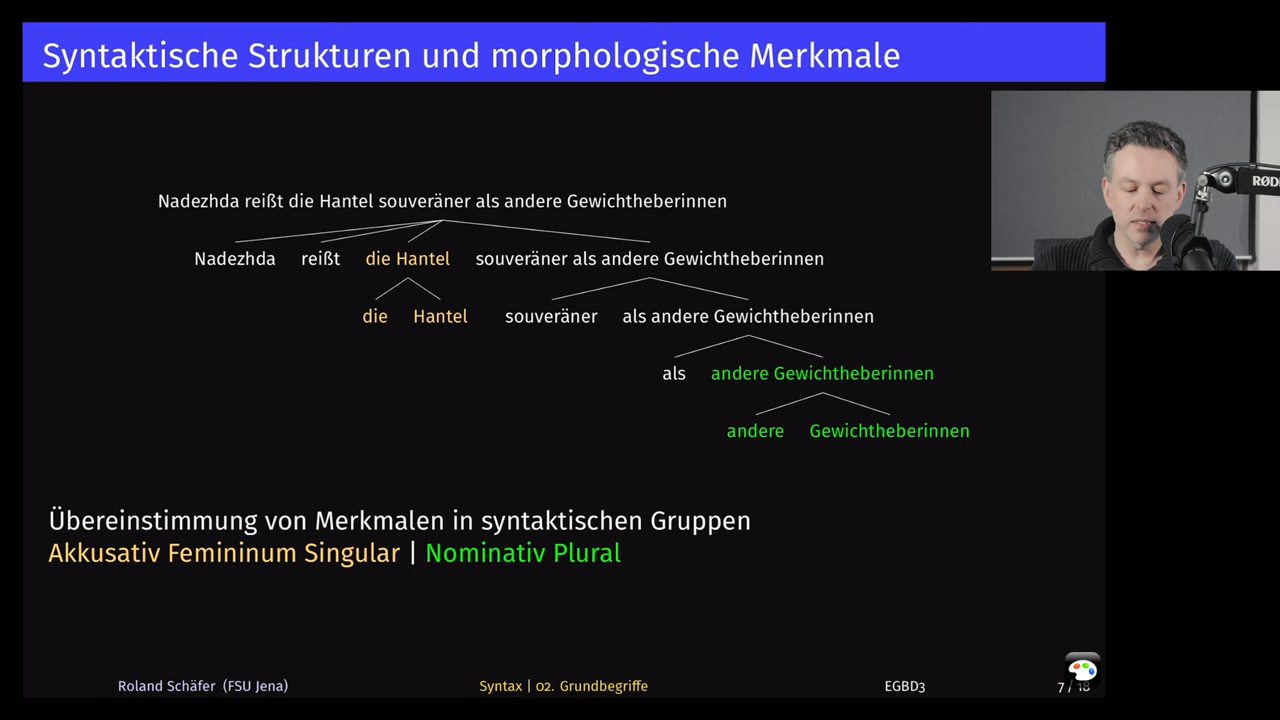 Syntaktische Strukturen und morphologische Merkmale
RØDE
Nadezhda reißt die Hantel souveräner als andere Gewichtheberinnen
Nadezhda reißt die Hantel souveräner als andere Gewichtheberinnen
die Hantel souveräner als andere Gewichtheberinnen
als andere Gewichtheberinnen
andere Gewichtheberinnen
Übereinstimmung von Merkmalen in syntaktischen Gruppen
Akkusativ Femininum Singular | Nominativ Plural
Roland Schäfer (FSU Jena) Syntax | 02. Grundbegriffe EGBD3 7 / 18